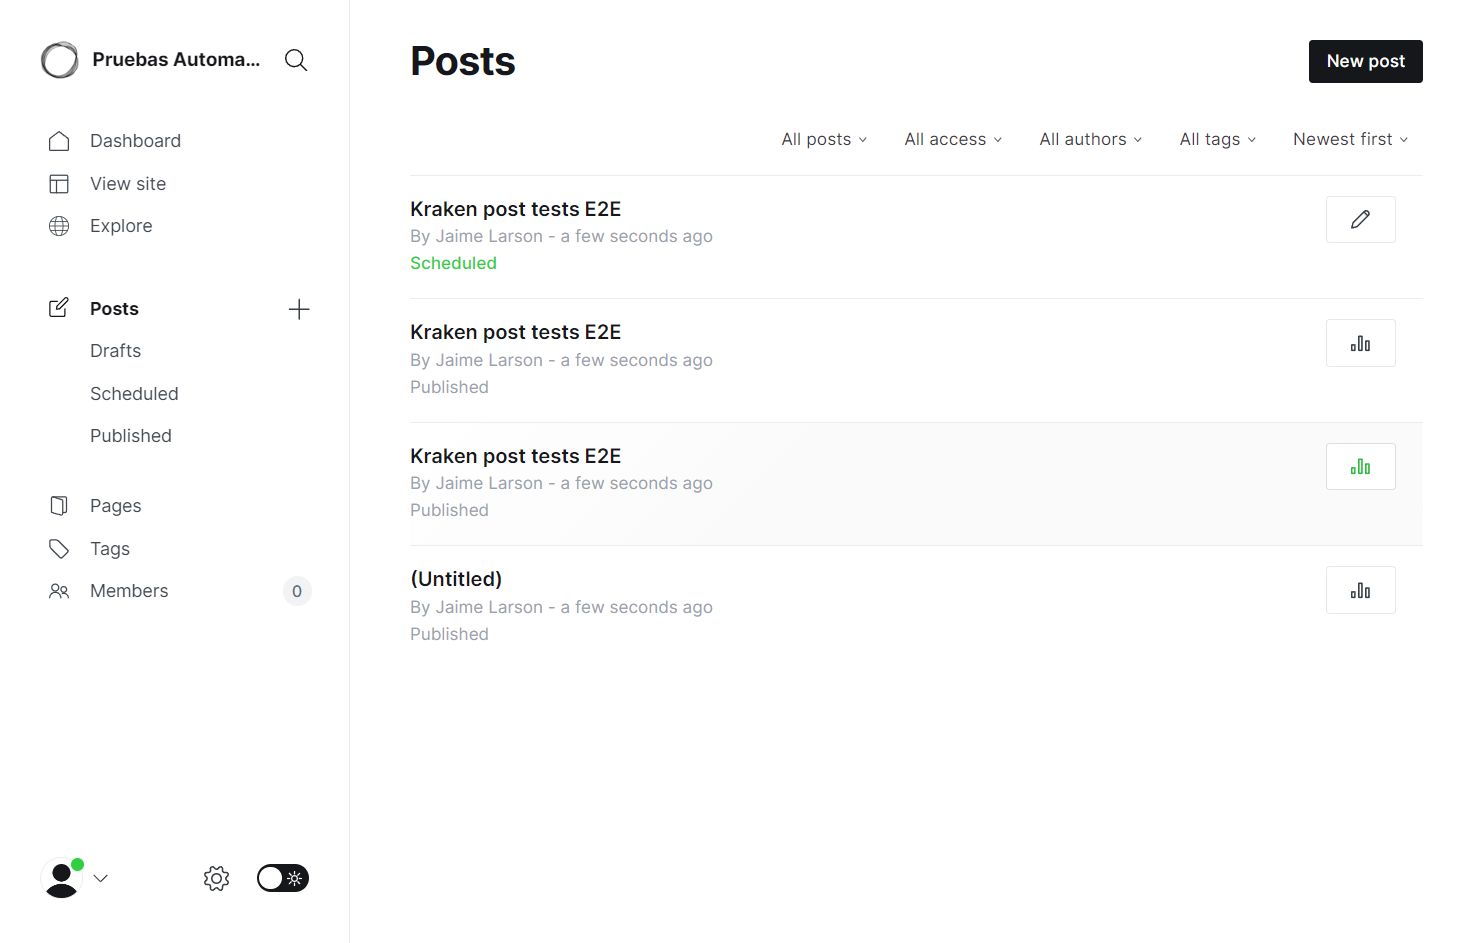 Pruebas Automa...
Dashboard
View site
Explore
Posts
Drafts
Scheduled
Published
Pages
Tags
Members
0
Posts
New post
All posts
All access
All authors
All tags
Newest first
Kraken post tests E2E
By Jaime Larson - a few seconds ago
Scheduled
Kraken post tests E2E
By Jaime Larson - a few seconds ago
Published
Kraken post tests E2E
By Jaime Larson - a few seconds ago
Published
(Untitled)
By Jaime Larson - a few seconds ago
Published